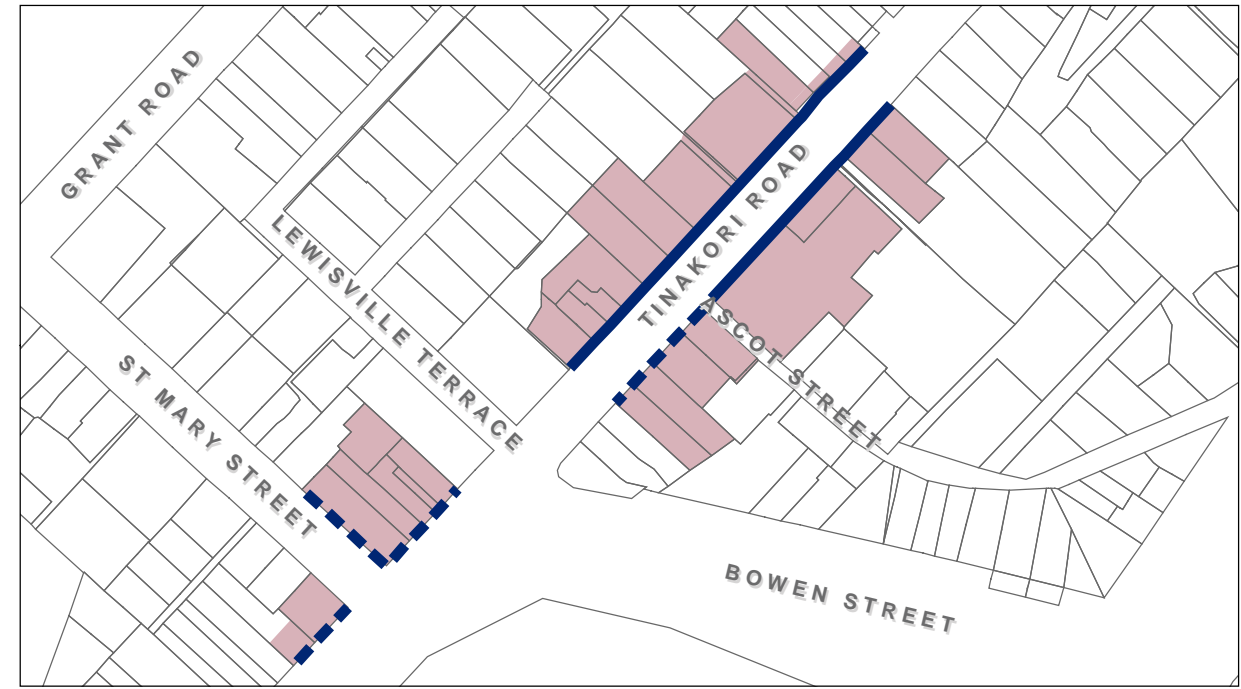 GRANT ROAD
LEWISVILLE TERRACE
TINAKORI ROAD
ASCOT STREET
ST MARY STREET
BOWEN STREET